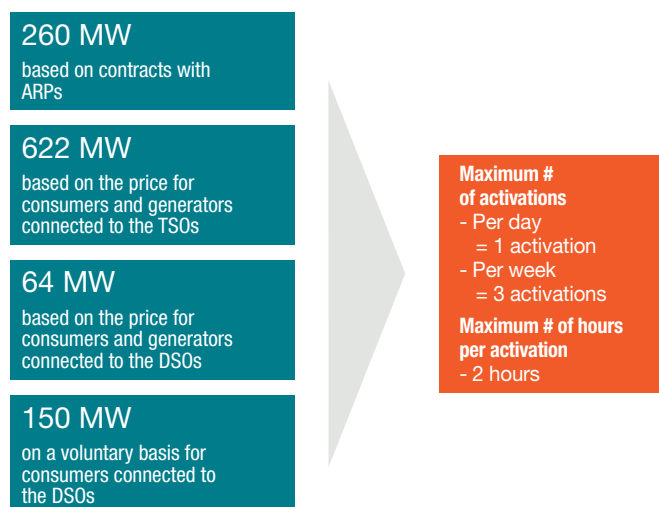 260 MW
based on contracts with
ARPs
622 MW
based on the price for
consumers and generators
connected to the TSOs
64 MW
based on the price for
consumers and generators
connected to the DSOs
150 MW
on a voluntary basis for
consumers connected to
the DSOs
Maximum #
of activations
- Per day
= 1 activation
- Per week
= 3 activations
Maximum # of hours
per activation
- 2 hours